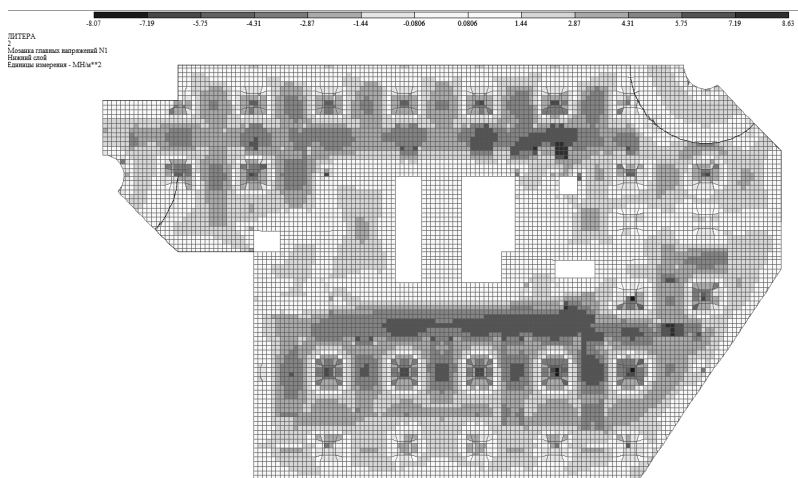 -8.07 -7.19 -5.75 -4.31 -2.87 -1.44 -0.0806 0.0806 1.44 2.87 4.31 5.75 7.19 8.63
ЛИТЕРА
2
Мозаика главных напряжений N1
Нижний слой
Единицы измерения - МН/м**2